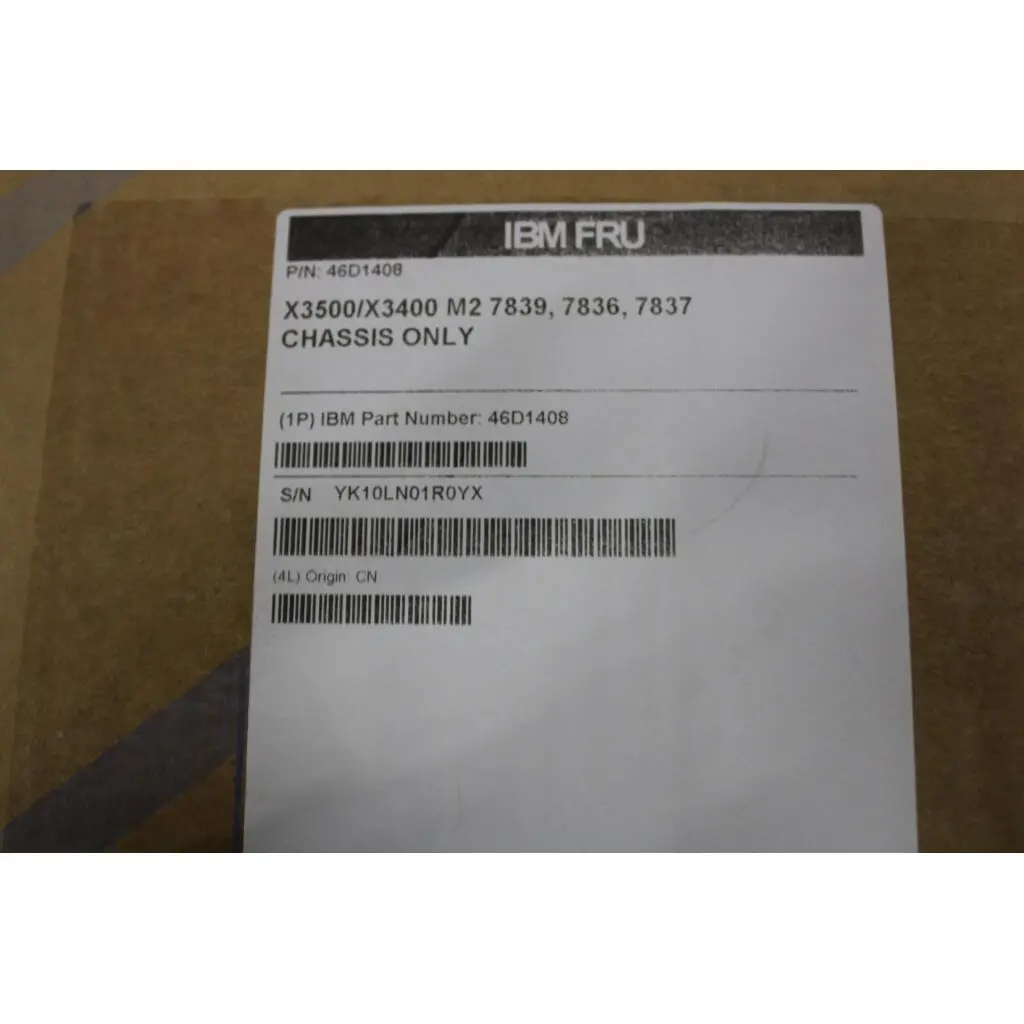 IBM FRU
P/N: 46D1408
X3500/X3400 M2 7839, 7836, 7837
CHASSIS ONLY
(1P) IBM Part Number: 46D1408
S/N YK10LN01R0YX
(4L) Origin: CN